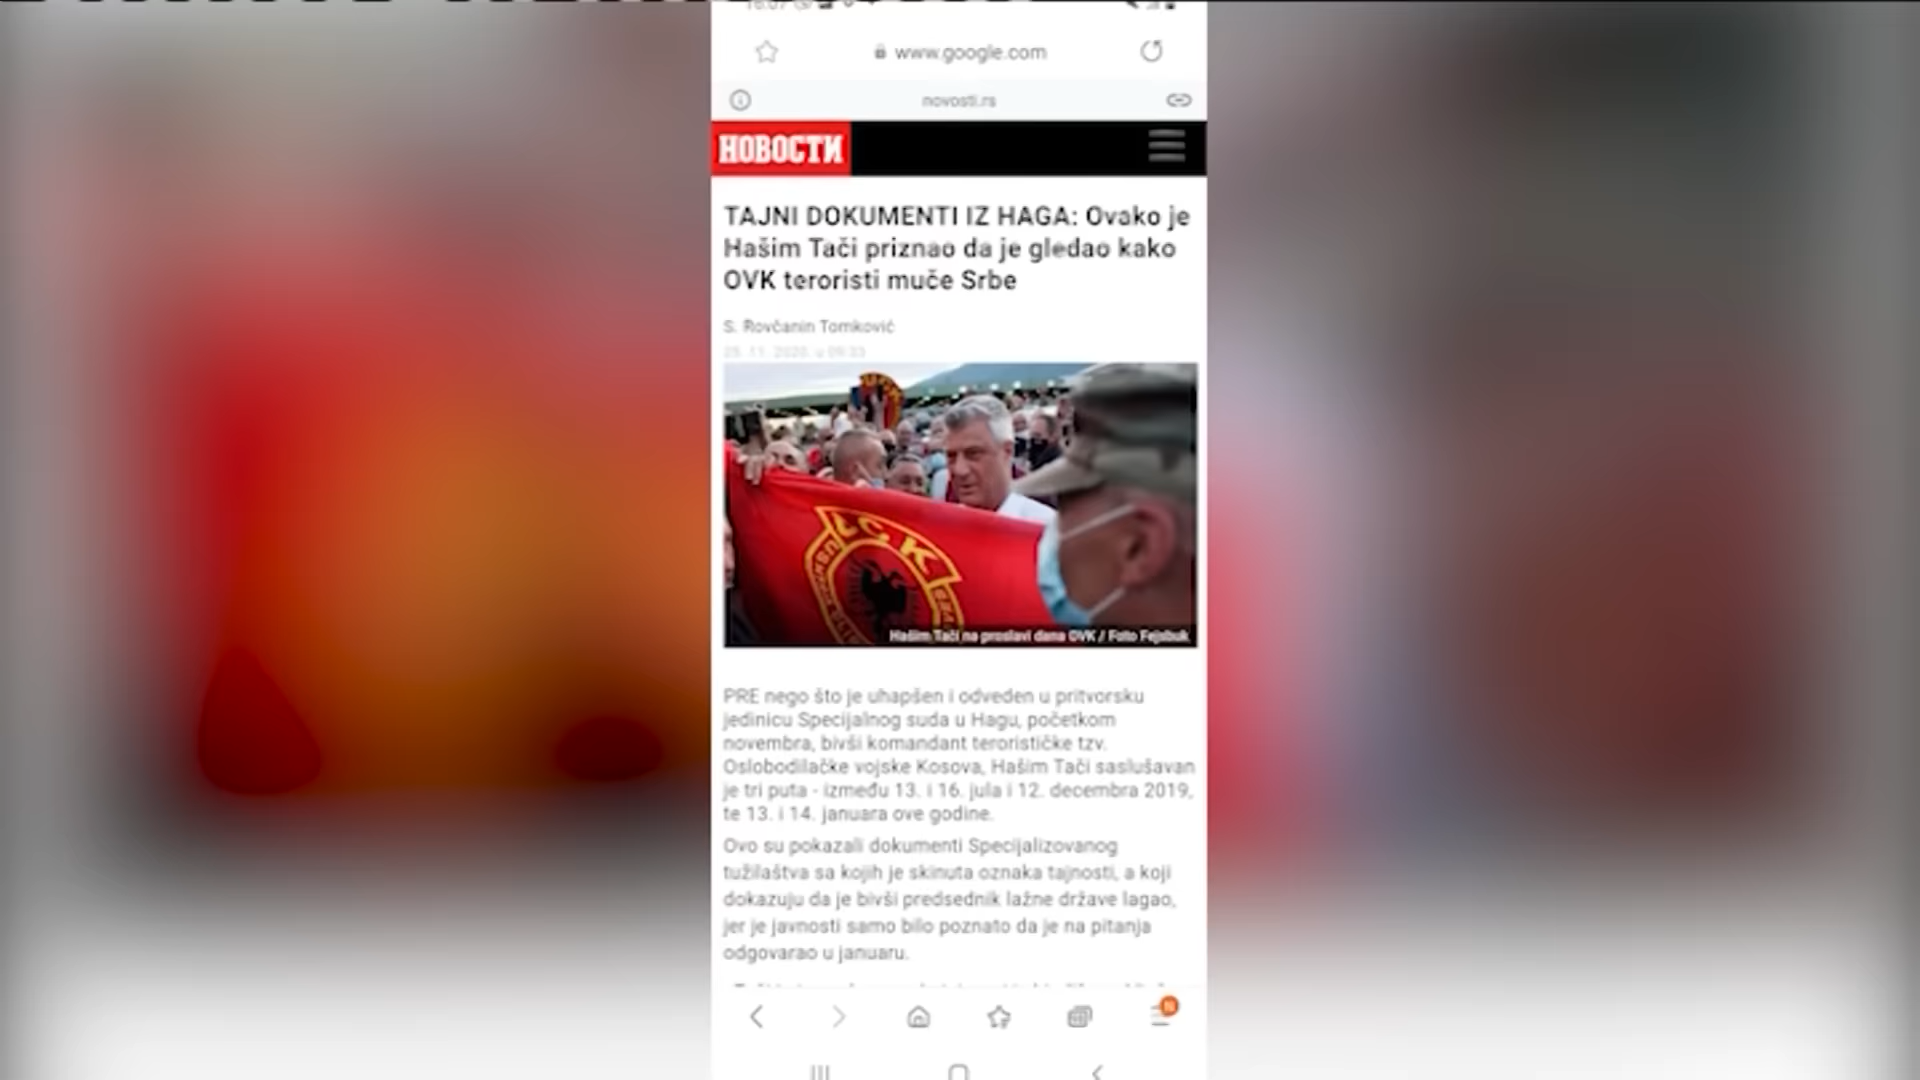 16:07
www.google.com
novosti.rs
НОВОСТИ
TAJNI DOKUMENTI IZ HAGA: Ovako je
Hašim Tači priznao da je gledao kako
OVK teroristi muče Srbe
S. Rovčanin Tomković
u 09:33
UÇK
Hašim Tači na proslavi dana OVK / Foto Fejsbuk
PRE nego što je uhapšen i odveden u pritvorsku
jedinicu Specijalnog suda u Hagu, početkom
novembra, bivši komandant terorističke tzv.
Oslobodilačke vojske Kosova, Hašim Tači saslušavan
je tri puta - između 13. i 16. jula i 12. decembra 2019,
te 13. i 14. januara ove godine.
Ovo su pokazali dokumenti Specijalizovanog
tužilaštva sa kojih je skinuta oznaka tajnosti, a koji
dokazuju da je bivši predsednik lažne države lagao,
jer je javnosti samo bilo poznato da je na pitanja
odgovarao u januaru.
N